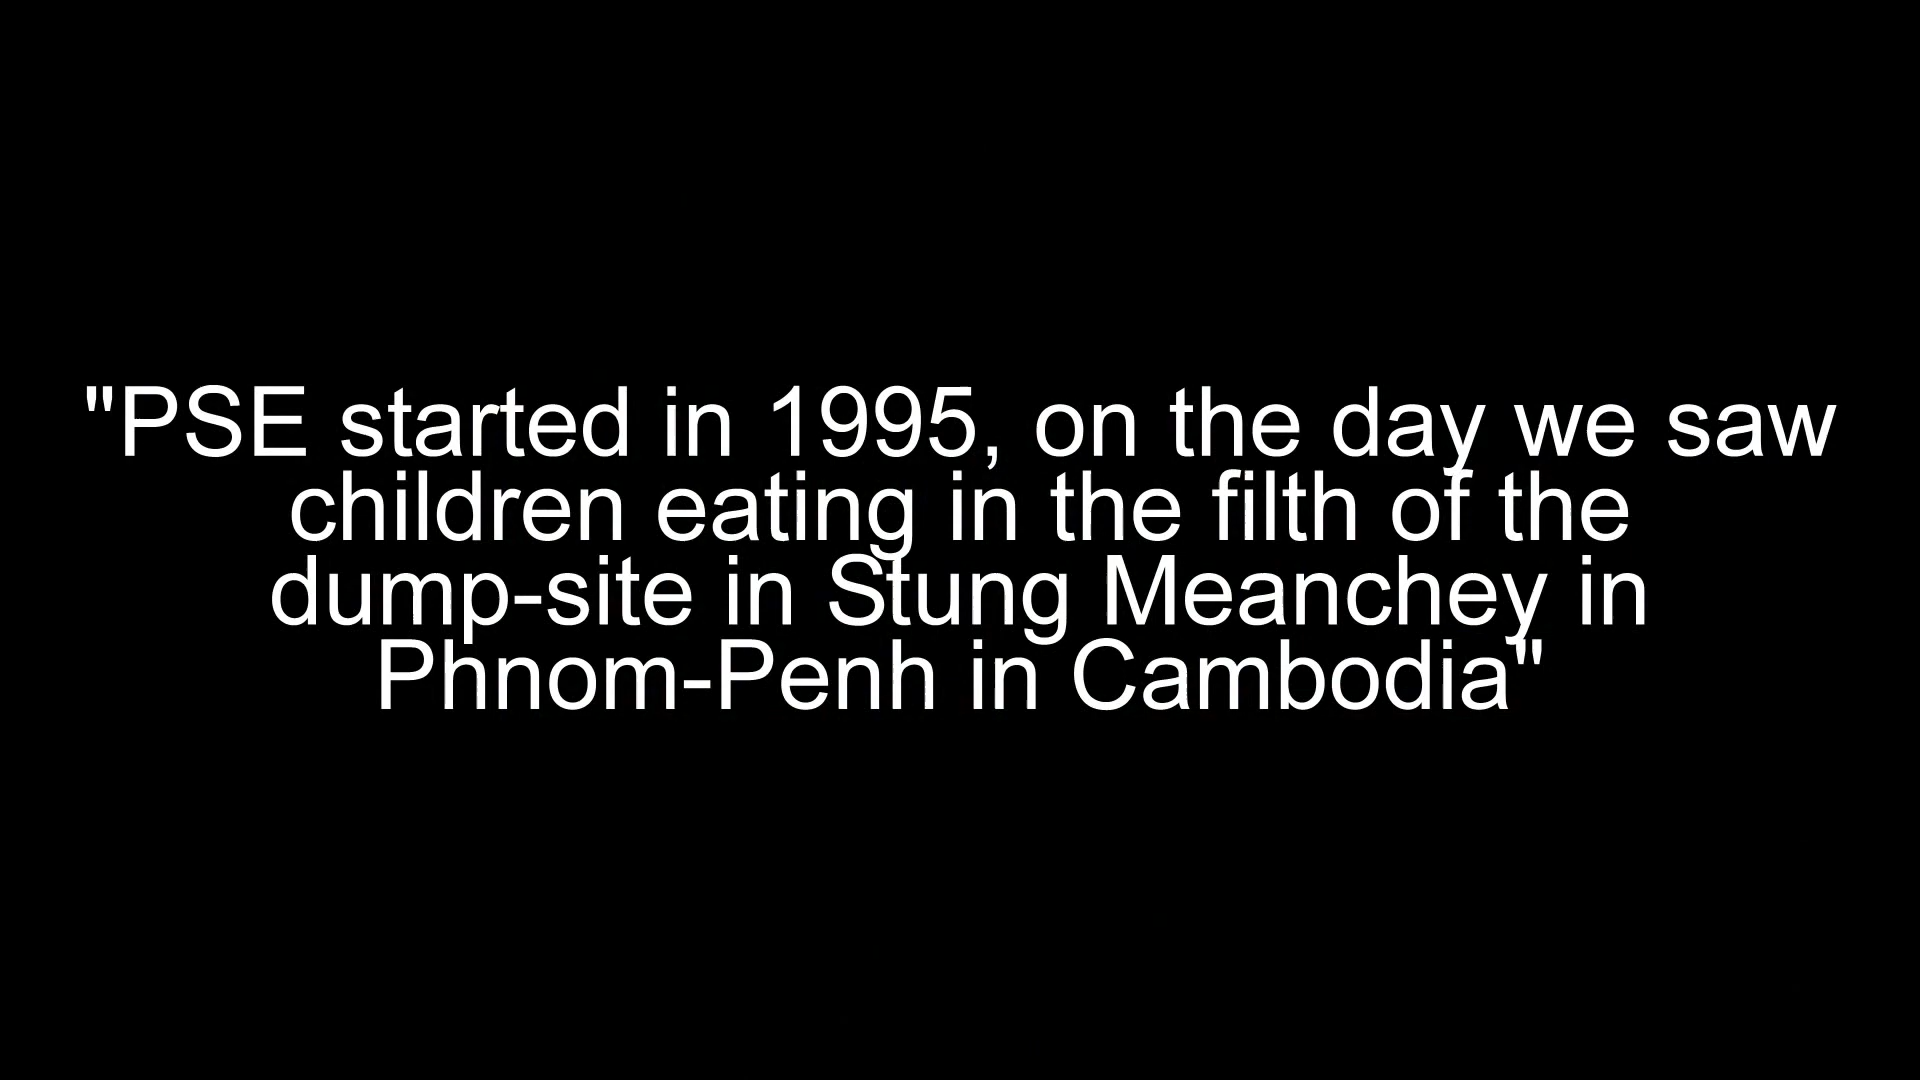 "PSE started in 1995, on the day we saw
children eating in the filth of the
dump-site in Stung Meanchey in
Phnom-Penh in Cambodia"